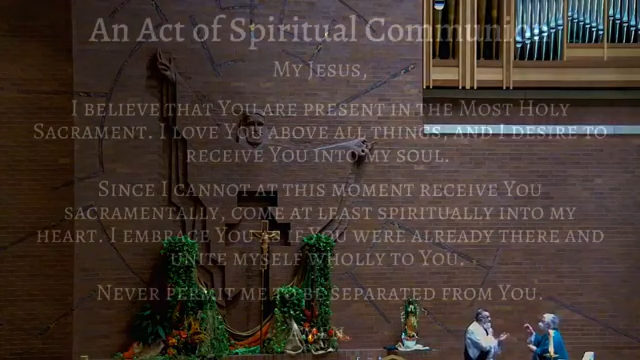 An Act of Spiritual Communion
My Jesus,
I believe that You are present in the Most Holy
Sacrament. I love You above all things, and I desire to
receive You into my soul.
Since I cannot at this moment receive You
sacramentally, come at least spiritually into my
heart. I embrace You as if You were already there and
unite myself wholly to You.
Never permit me to be separated from You.